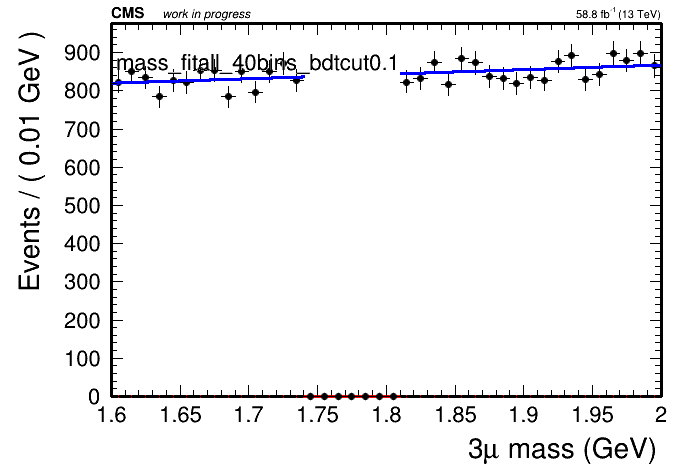 CMS work in progress 58.8 fb⁻¹ (13 TeV)
mass_fitall_40bins_bdtcut0.1
Events / ( 0.01 GeV )
900
800
700
600
500
400
300
200
100
0
1.6 1.65 1.7 1.75 1.8 1.85 1.9 1.95 2
3μ mass (GeV)